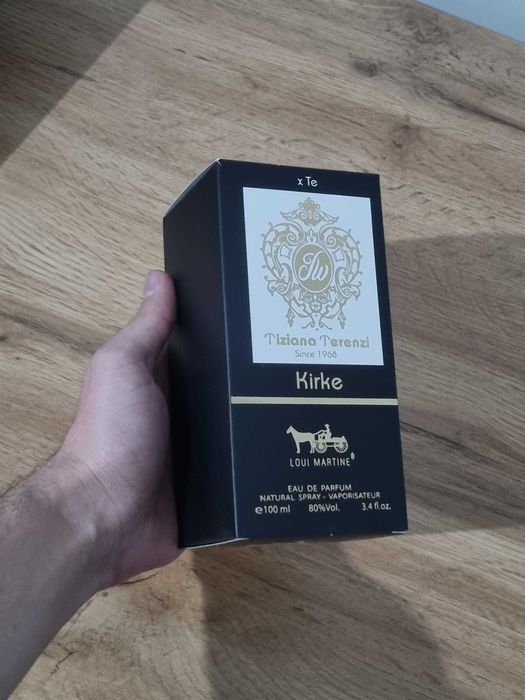 x Te
Tiziana Terenzi
Since 1968
Kirke
LOUI MARTINE®
EAU DE PARFUM
NATURAL SPRAY - VAPORISATEUR
e100 ml 80%Vol. 3.4 fl.oz.